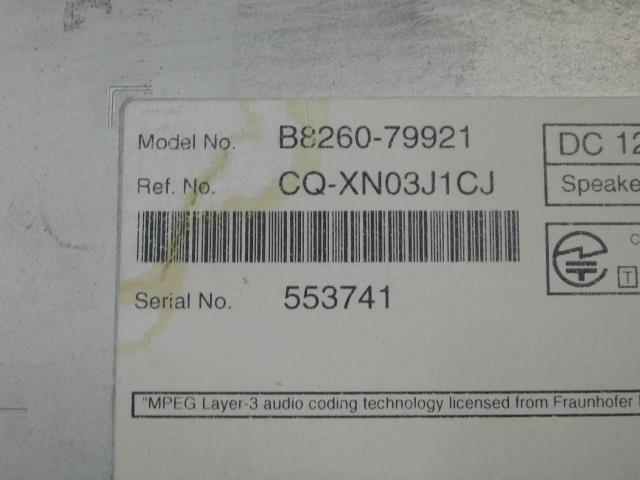 Model No. B8260-79921
Ref. No. CQ-XN03J1CJ
Serial No. 553741
DC 12
Speake
C
T
"MPEG Layer-3 audio coding technology licensed from Fraunhofer